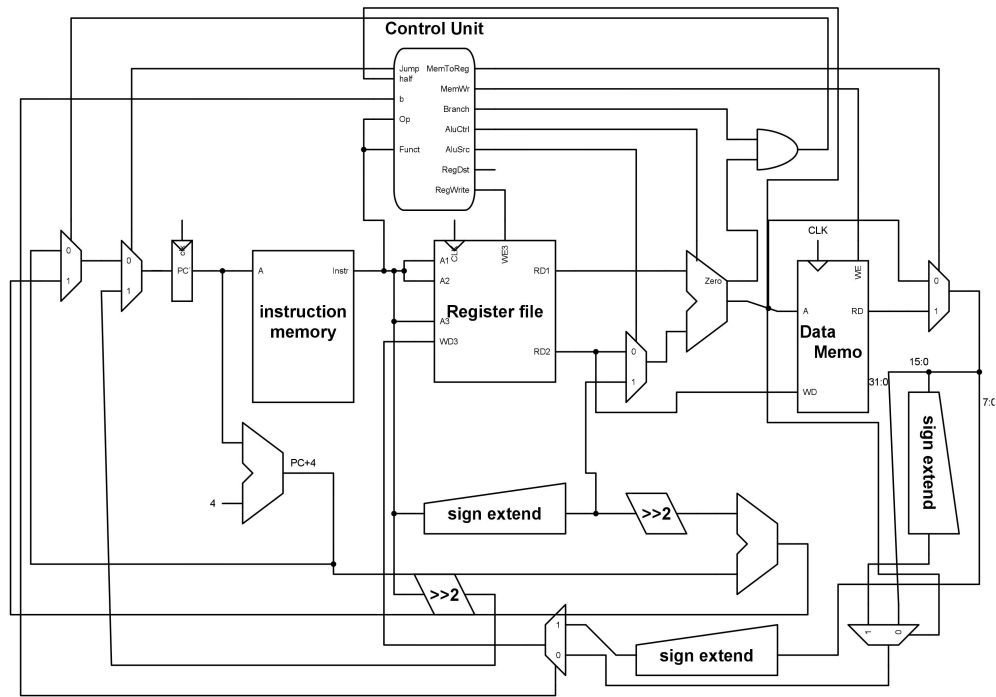 Control Unit
Jump
half
b
Op
Funct
MemToReg
MemWr
Branch
AluCtrl
AluSrc
RegDst
RegWrite
0
1
0
1
clk
PC'
A
Instr
instruction
memory
CLK
WE3
A1
A2
A3
WD3
RD1
RD2
Register file
Zero
0
1
CLK
WE
A
RD
WD
Data
Memo
31:0
0
1
15:0
7:0
sign extend
PC+4
4
sign extend
>>2
>>2
1
0
sign extend
1
0